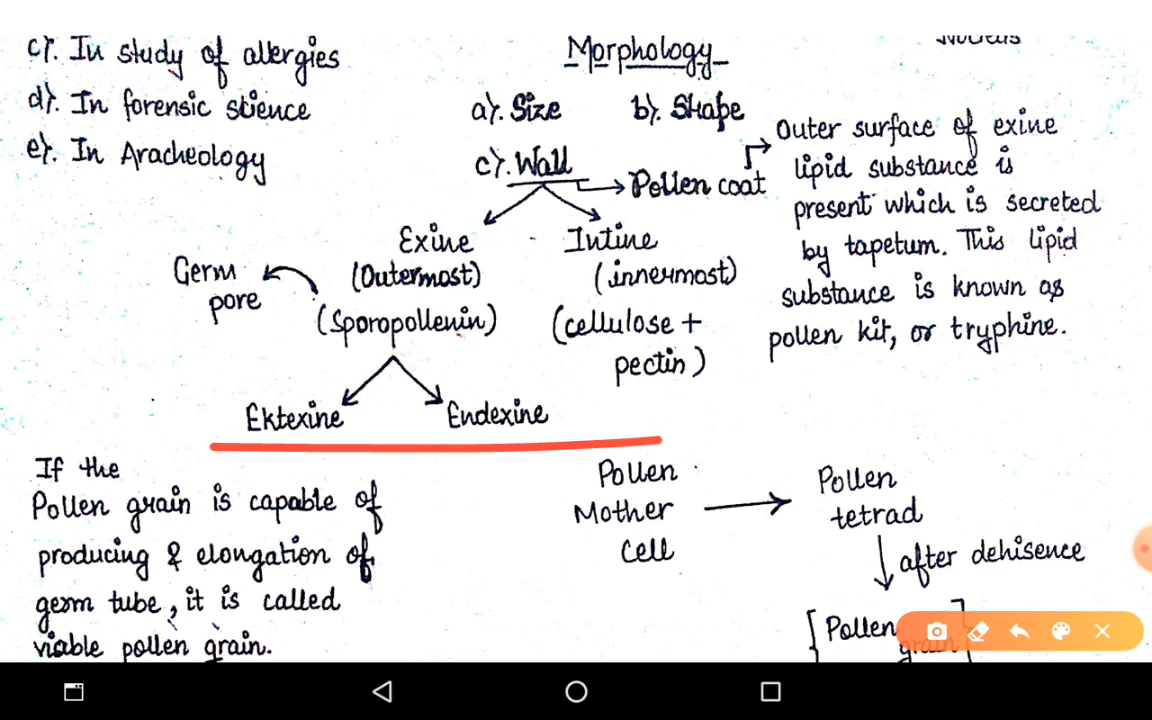 c). In study of allergies
d). In forensic science
e). In Aracheology
Morphology
a). Size b). Shape
c). Wall
Pollen coat
Outer surface of exine
lipid substance is
present which is secreted
by tapetum. This lipid
substance is known as
pollen kit, or tryphine.
Exine
(Outermost)
(Sporopollenin)
Germ
pore
Intine
(innermost)
(cellulose +
pectin)
Ektexine Endexine
If the
Pollen grain is capable of
producing & elongation of
germ tube, it is called
viable pollen grain.
Pollen
Mother
Cell
Pollen
tetrad
after dehisence
Pollen
grain